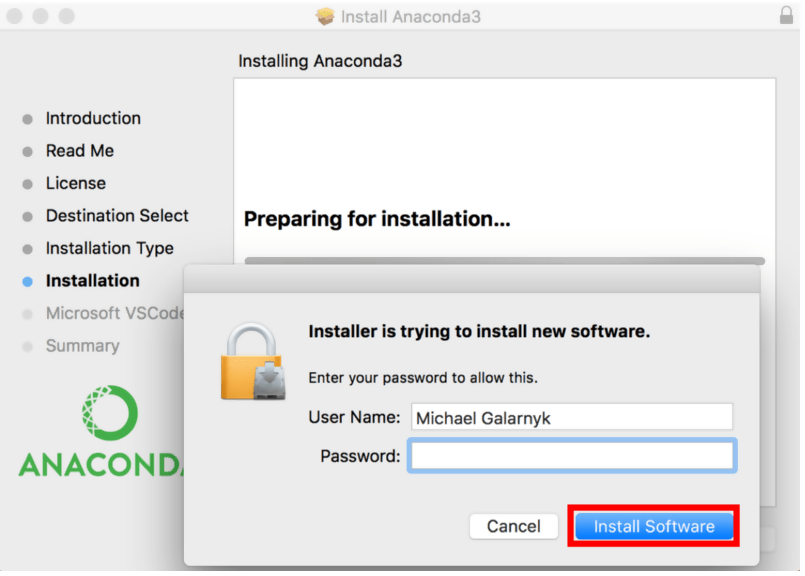 Install Anaconda3
Installing Anaconda3
Introduction
Read Me
License
Destination Select
Installation Type
Installation
Microsoft VSCode
Summary
ANACONDA
Preparing for installation...
Installer is trying to install new software.
Enter your password to allow this.
User Name: Michael Galarnyk
Password:
Cancel
Install Software